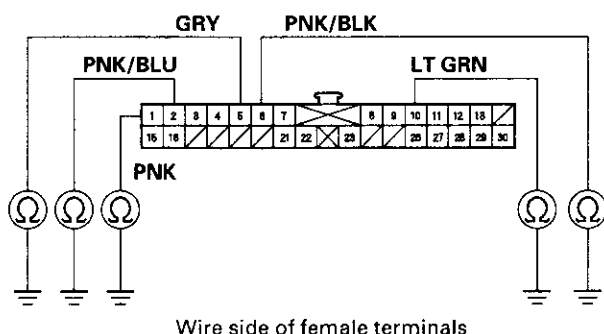 GRY PNK/BLK
PNK/BLU LT GRN
1 2 3 4 5 6 7 8 9 10 11 12 13
15 16 21 22 23 26 27 28 29 30
PNK
Ω Ω Ω Ω Ω
Wire side of female terminals